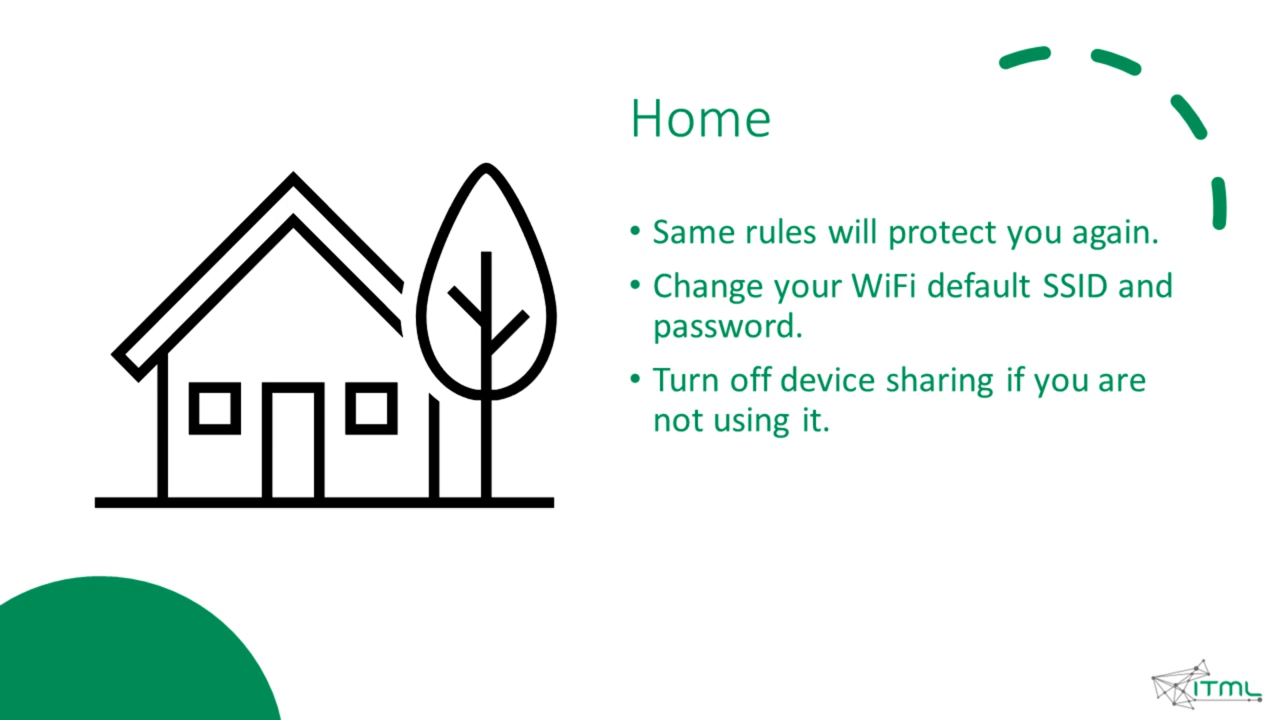 Home
• Same rules will protect you again.
• Change your WiFi default SSID and
password.
• Turn off device sharing if you are
not using it.
ITML